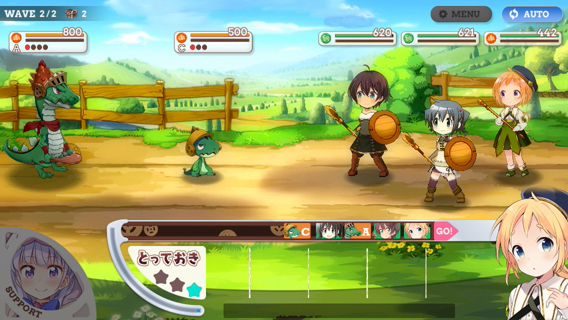 WAVE 2/2 2
MENU
AUTO
800
A
500
C
620
621
442
C A GO!
とっておき
SUPPORT